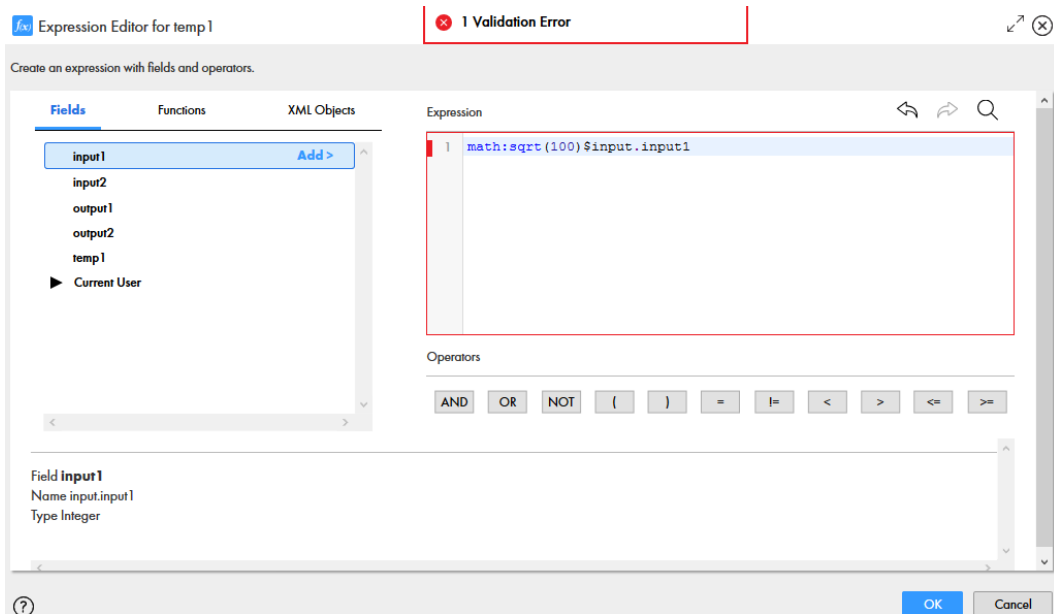 f(x) Expression Editor for temp1
1 Validation Error
Create an expression with fields and operators.
Fields Functions XML Objects
input1 Add >
input2
output1
output2
temp1
Current User
Expression
1 math:sqrt(100)$input.input1
Operators
AND OR NOT ( ) = != < > <= >=
Field input1
Name input.input1
Type Integer
? OK Cancel